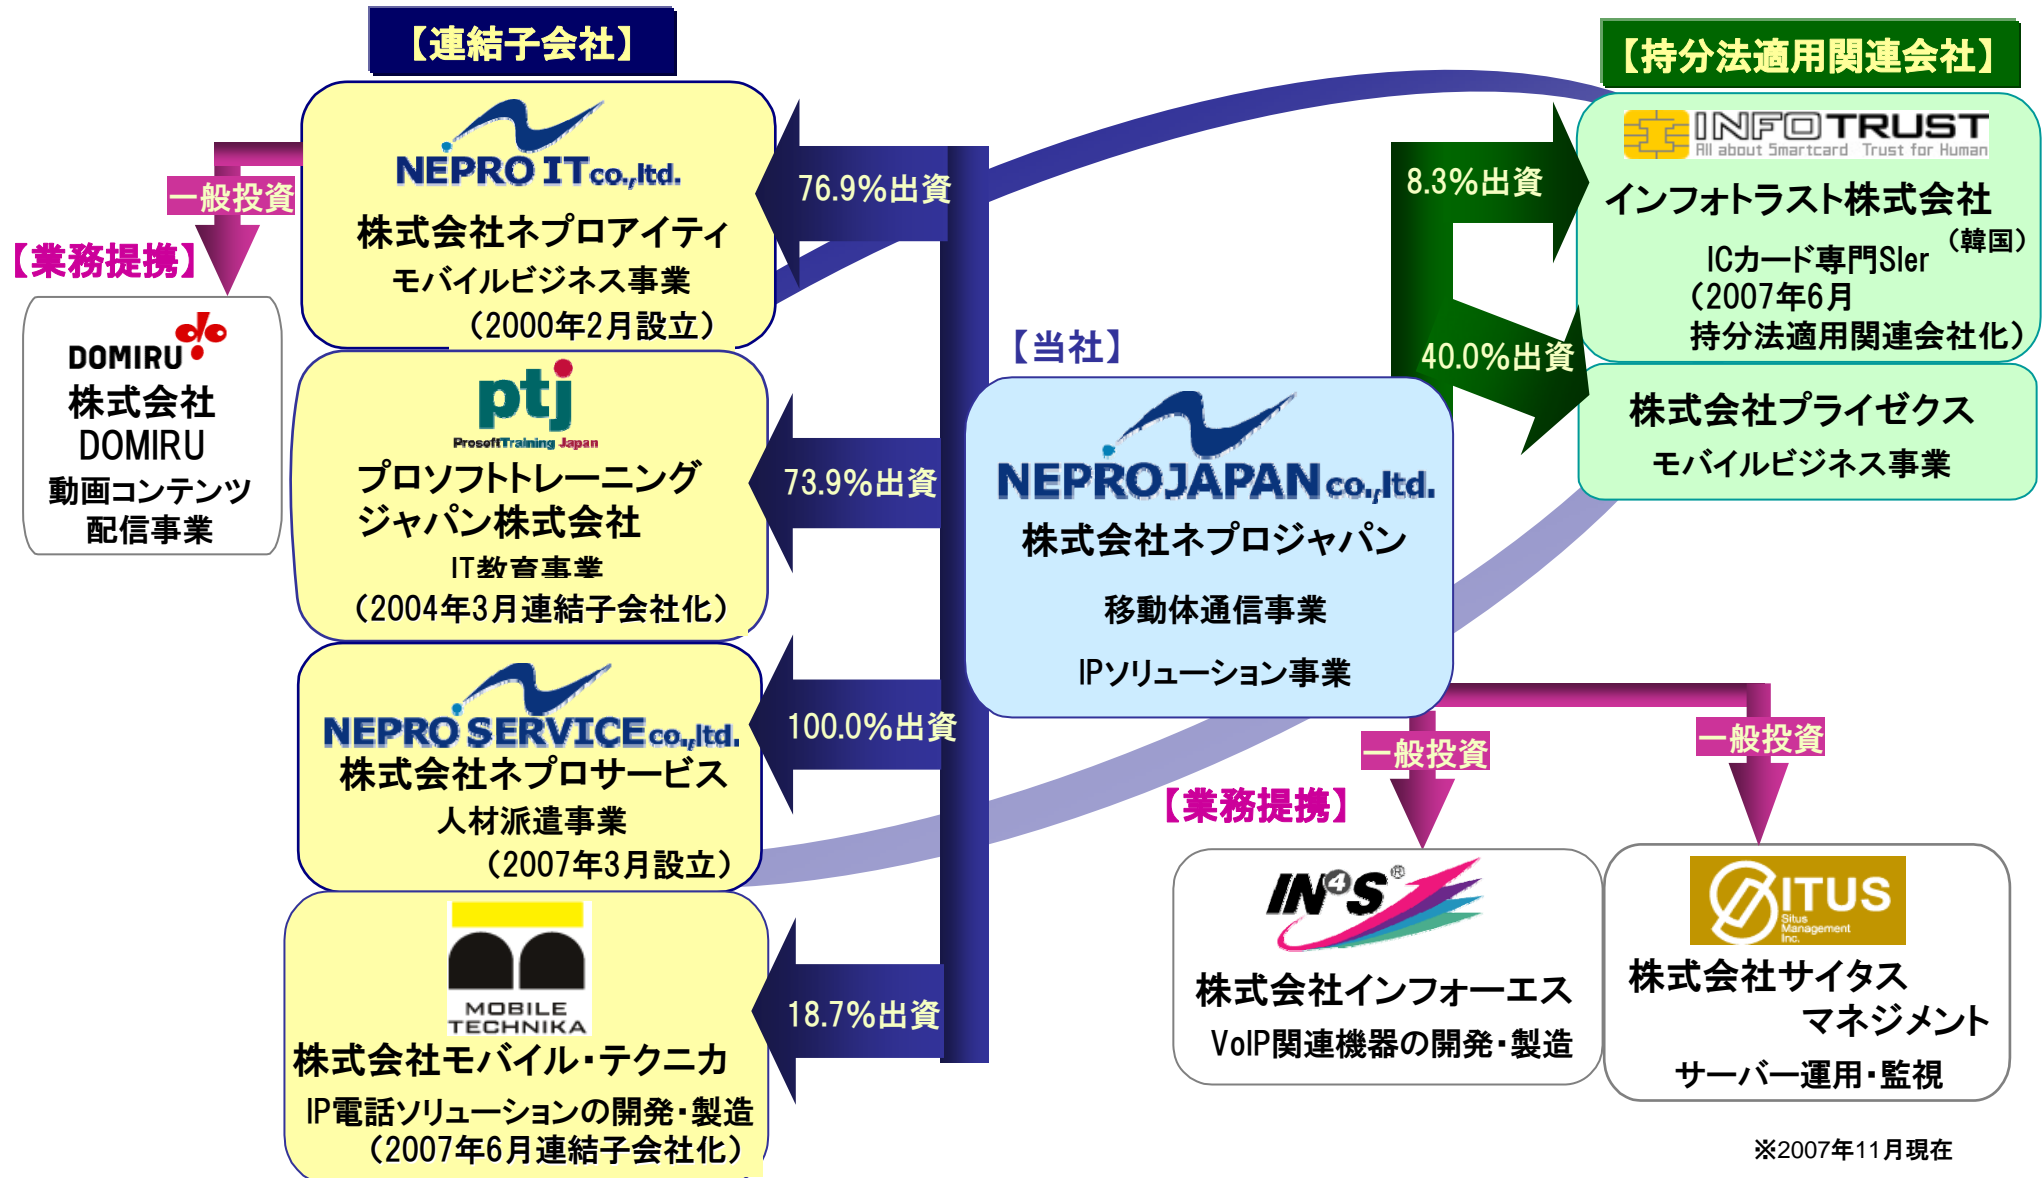 【連結子会社】
NEPRO IT co.,ltd.
株式会社ネプロアイティ
モバイルビジネス事業
（2000年2月設立）
76.9%出資
一般投資
【業務提携】
DOMIRU
株式会社
DOMIRU
動画コンテンツ
配信事業
ptj
ProsoftTraining Japan
プロソフトトレーニング
ジャパン株式会社
IT教育事業
（2004年3月連結子会社化）
73.9%出資
NEPRO SERVICE co.,ltd.
株式会社ネプロサービス
人材派遣事業
（2007年3月設立）
100.0%出資
MOBILE
TECHNIKA
株式会社モバイル・テクニカ
IP電話ソリューションの開発・製造
（2007年6月連結子会社化）
18.7%出資
【当社】
NEPRO JAPAN co.,ltd.
株式会社ネプロジャパン
移動体通信事業
IPソリューション事業
【持分法適用関連会社】
8.3%出資
INFOTRUST
All about Smartcard Trust for Human
インフォトラスト株式会社
（韓国）
ICカード専門SIer
（2007年6月
持分法適用関連会社化）
40.0%出資
株式会社プライゼクス
モバイルビジネス事業
一般投資
一般投資
【業務提携】
IN4S®
株式会社インフォーエス
VoIP関連機器の開発・製造
SITUS
Situs
Management
Inc.
株式会社サイタス
マネジメント
サーバー運用・監視
※2007年11月現在